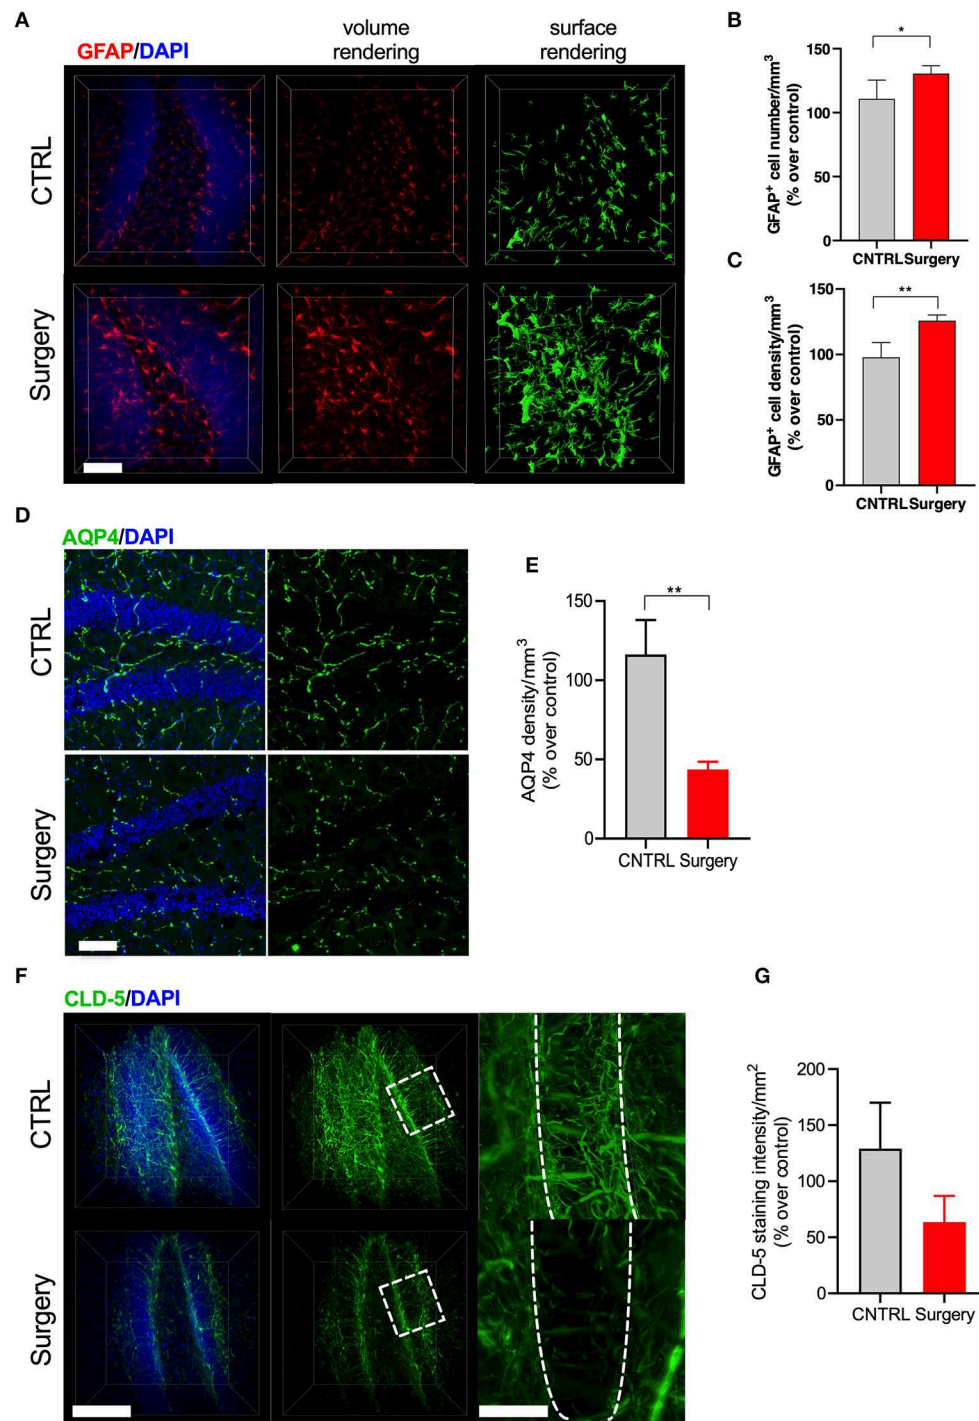 A
GFAP/DAPI
volume
rendering
surface
rendering
CTRL
Surgery
B
GFAP+ cell number/mm3
(% over control)
150
100
50
0
*
CNTRL Surgery
C
GFAP+ cell density/mm3
(% over control)
150
100
50
0
**
CNTRL Surgery
D
AQP4/DAPI
CTRL
Surgery
E
AQP4 density/mm3
(% over control)
150
100
50
0
**
CNTRL Surgery
F
CLD-5/DAPI
CTRL
Surgery
G
CLD-5 staining intensity/mm2
(% over control)
200
150
100
50
0
CNTRL Surgery